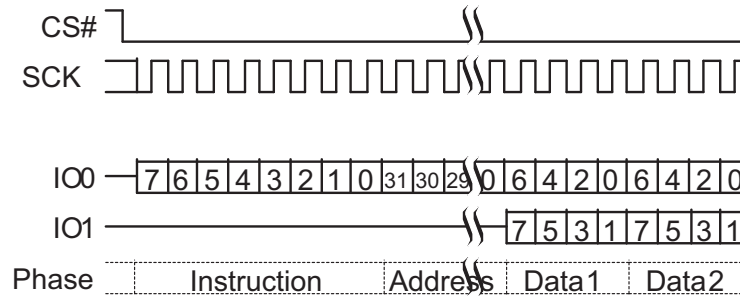 CS#
SCK
IO0 7 6 5 4 3 2 1 0 31 30 29 0 6 4 2 0 6 4 2 0
IO1 7 5 3 1 7 5 3 1
Phase Instruction Address Data1 Data2